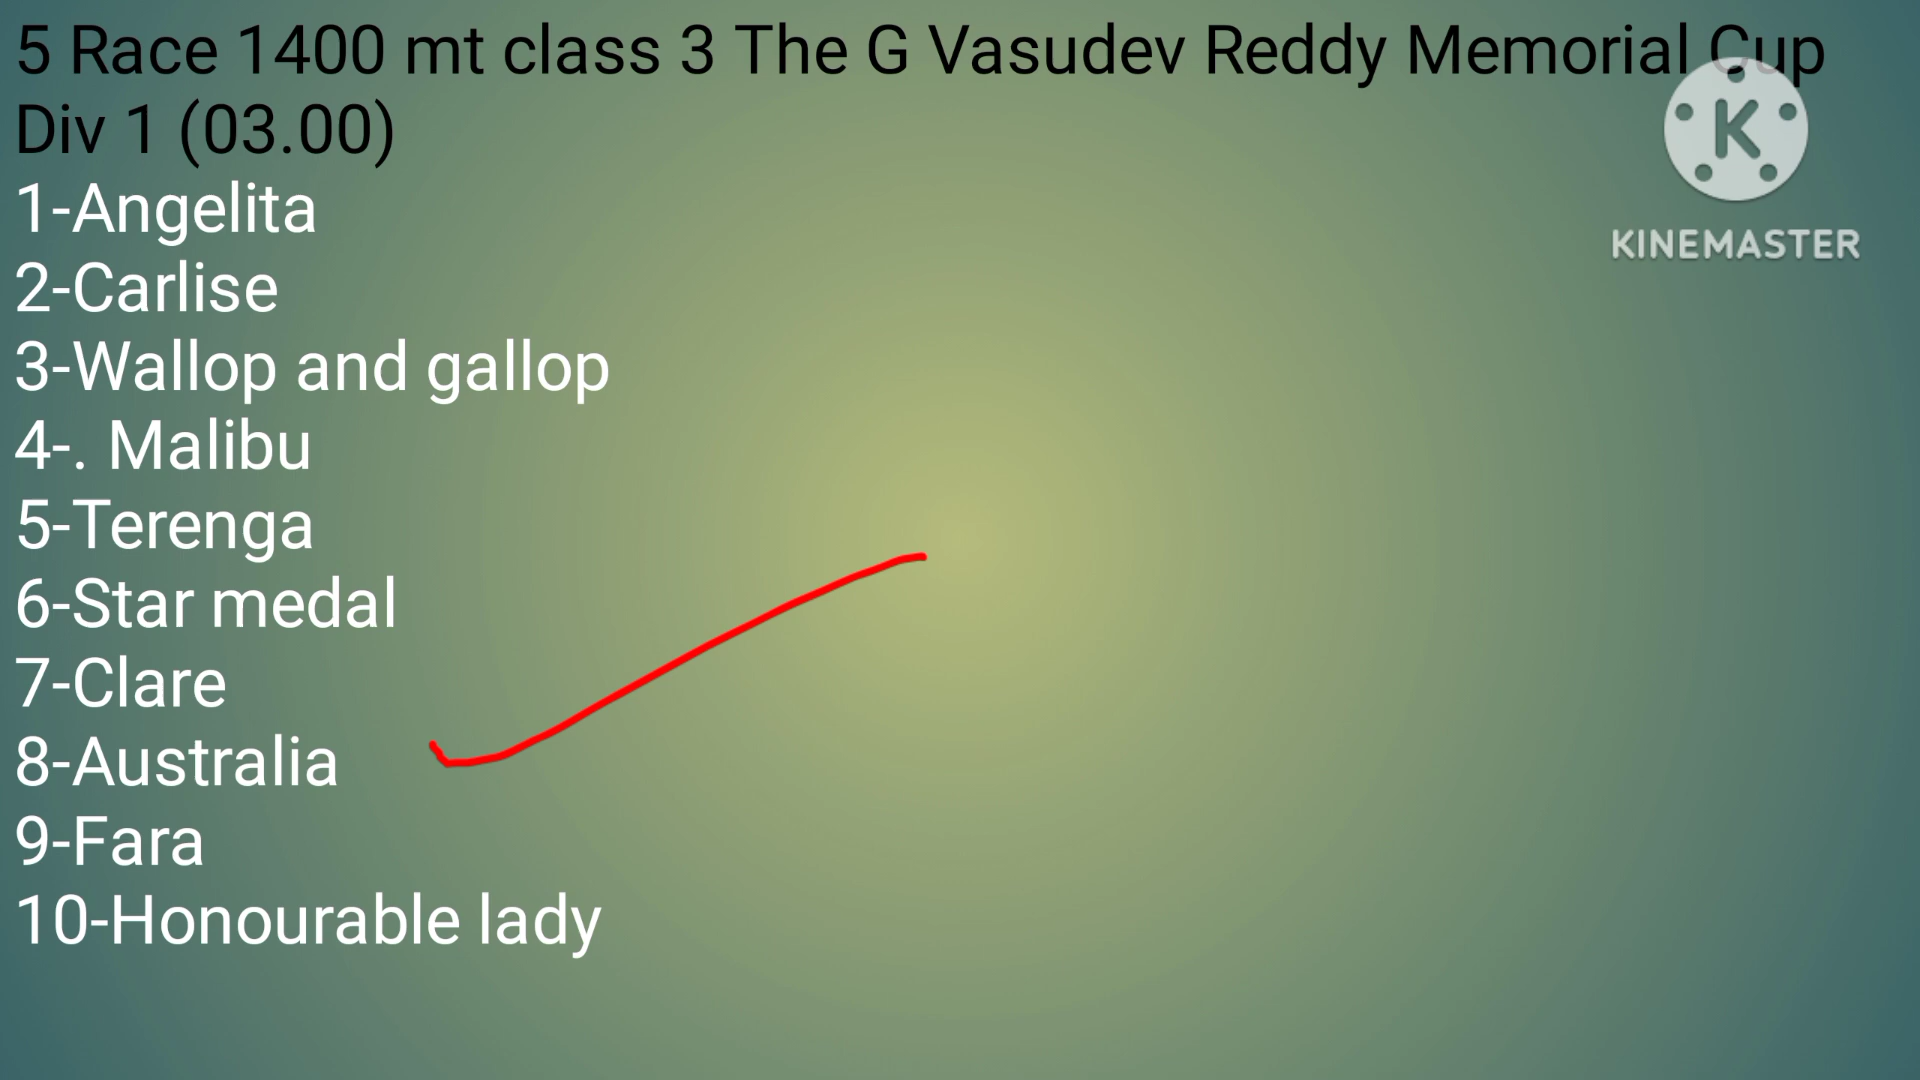 5 Race 1400 mt class 3 The G Vasudev Reddy Memorial Cup
Div 1 (03.00)
1-Angelita
2-Carlise
3-Wallop and gallop
4-. Malibu
5-Terenga
6-Star medal
7-Clare
8-Australia
9-Fara
10-Honourable lady
K
KINEMASTER